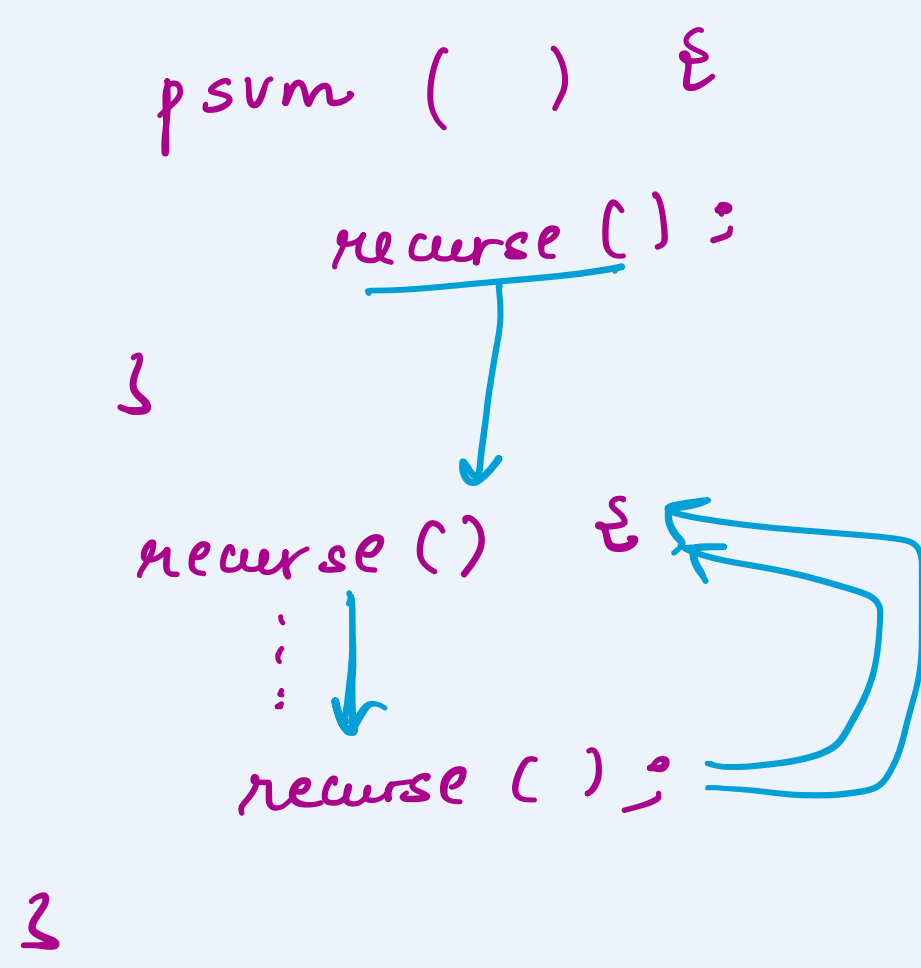 psvm ( ) {
recurse ( ) ;
}
recurse ( ) {
⋮
recurse ( ) ;
}